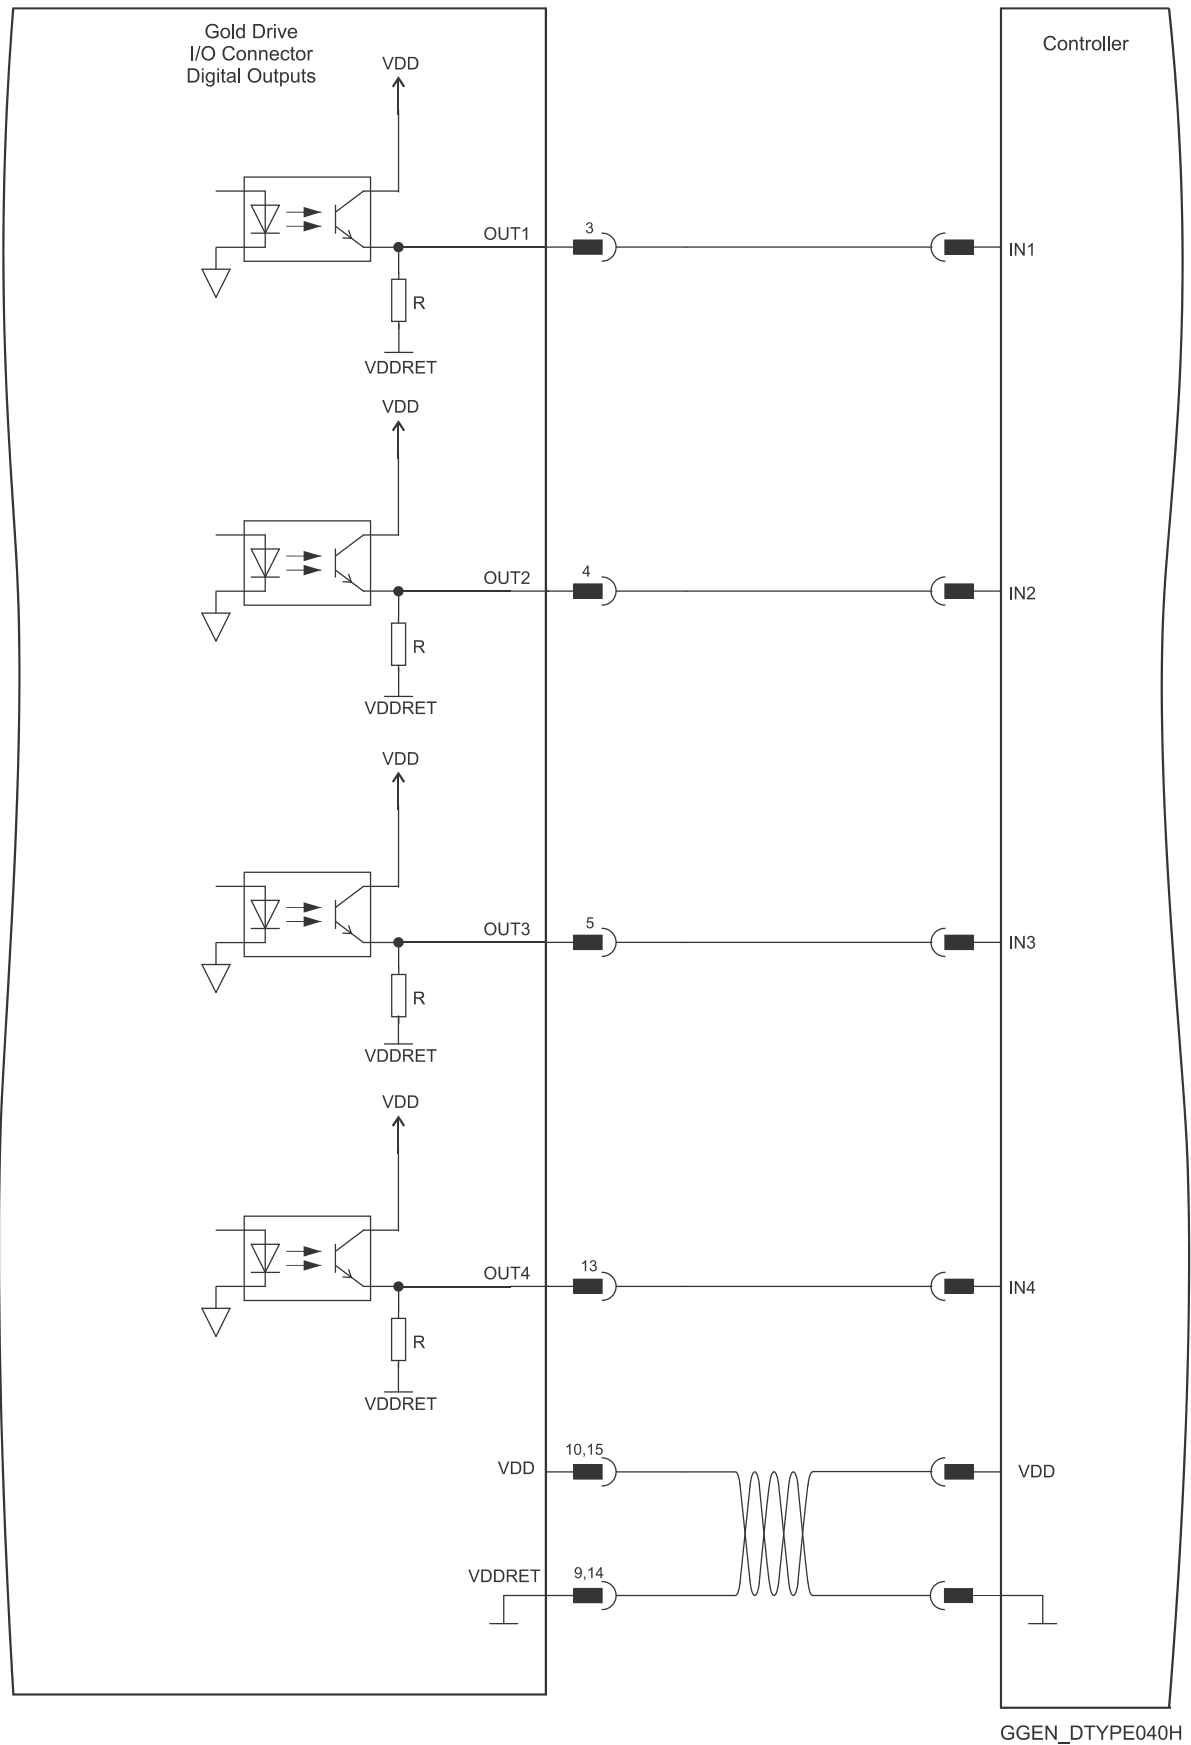 Gold Drive
I/O Connector
Digital Outputs
Controller
VDD
OUT1
3
IN1
R
VDDRET
VDD
OUT2
4
IN2
R
VDDRET
VDD
OUT3
5
IN3
R
VDDRET
VDD
OUT4
13
IN4
R
VDDRET
VDD
10,15
VDD
VDDRET
9,14
GGEN_DTYPE040H